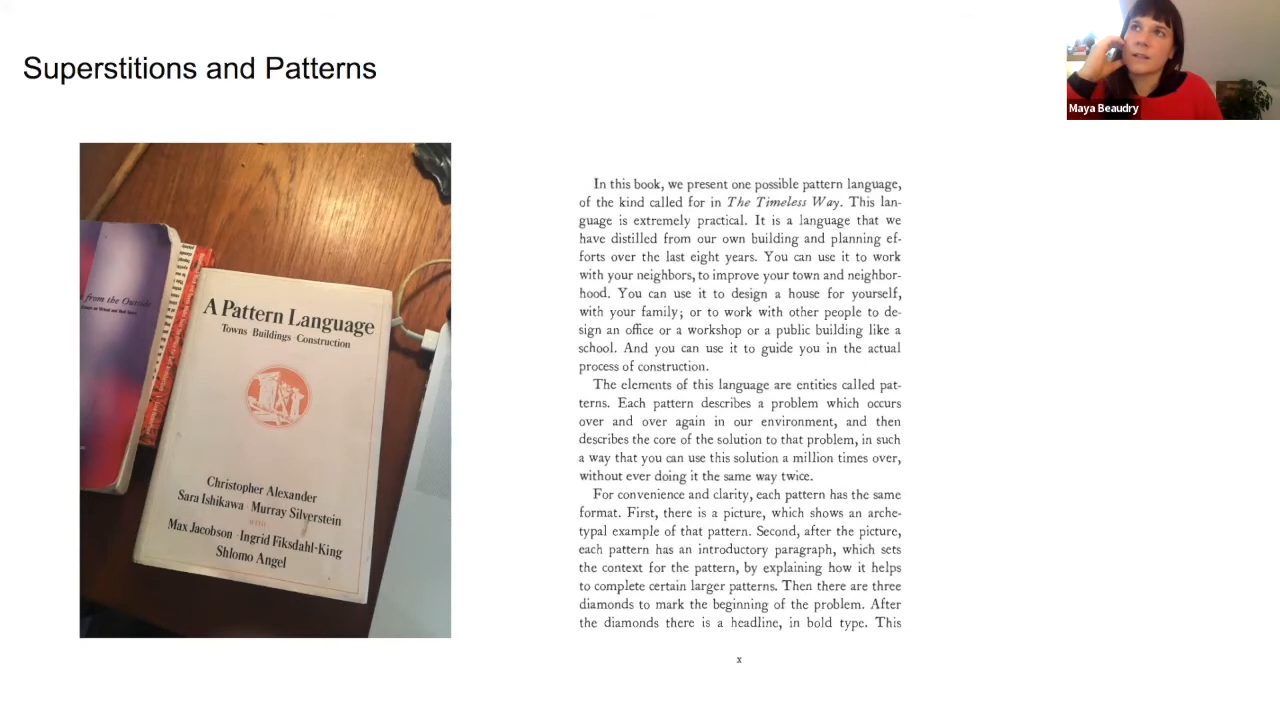 Superstitions and Patterns
Maya Beaudry
from the Outside
A Pattern Language
Towns Buildings Construction
Christopher Alexander
Sara Ishikawa Murray Silverstein
WITH
Max Jacobson Ingrid Fiksdahl-King
Shlomo Angel
In this book, we present one possible pattern language,
of the kind called for in The Timeless Way. This lan-
guage is extremely practical. It is a language that we
have distilled from our own building and planning ef-
forts over the last eight years. You can use it to work
with your neighbors, to improve your town and neighbor-
hood. You can use it to design a house for yourself,
with your family; or to work with other people to de-
sign an office or a workshop or a public building like a
school. And you can use it to guide you in the actual
process of construction.
The elements of this language are entities called pat-
terns. Each pattern describes a problem which occurs
over and over again in our environment, and then
describes the core of the solution to that problem, in such
a way that you can use this solution a million times over,
without ever doing it the same way twice.
For convenience and clarity, each pattern has the same
format. First, there is a picture, which shows an arche-
typal example of that pattern. Second, after the picture,
each pattern has an introductory paragraph, which sets
the context for the pattern, by explaining how it helps
to complete certain larger patterns. Then there are three
diamonds to mark the beginning of the problem. After
the diamonds there is a headline, in bold type. This
x